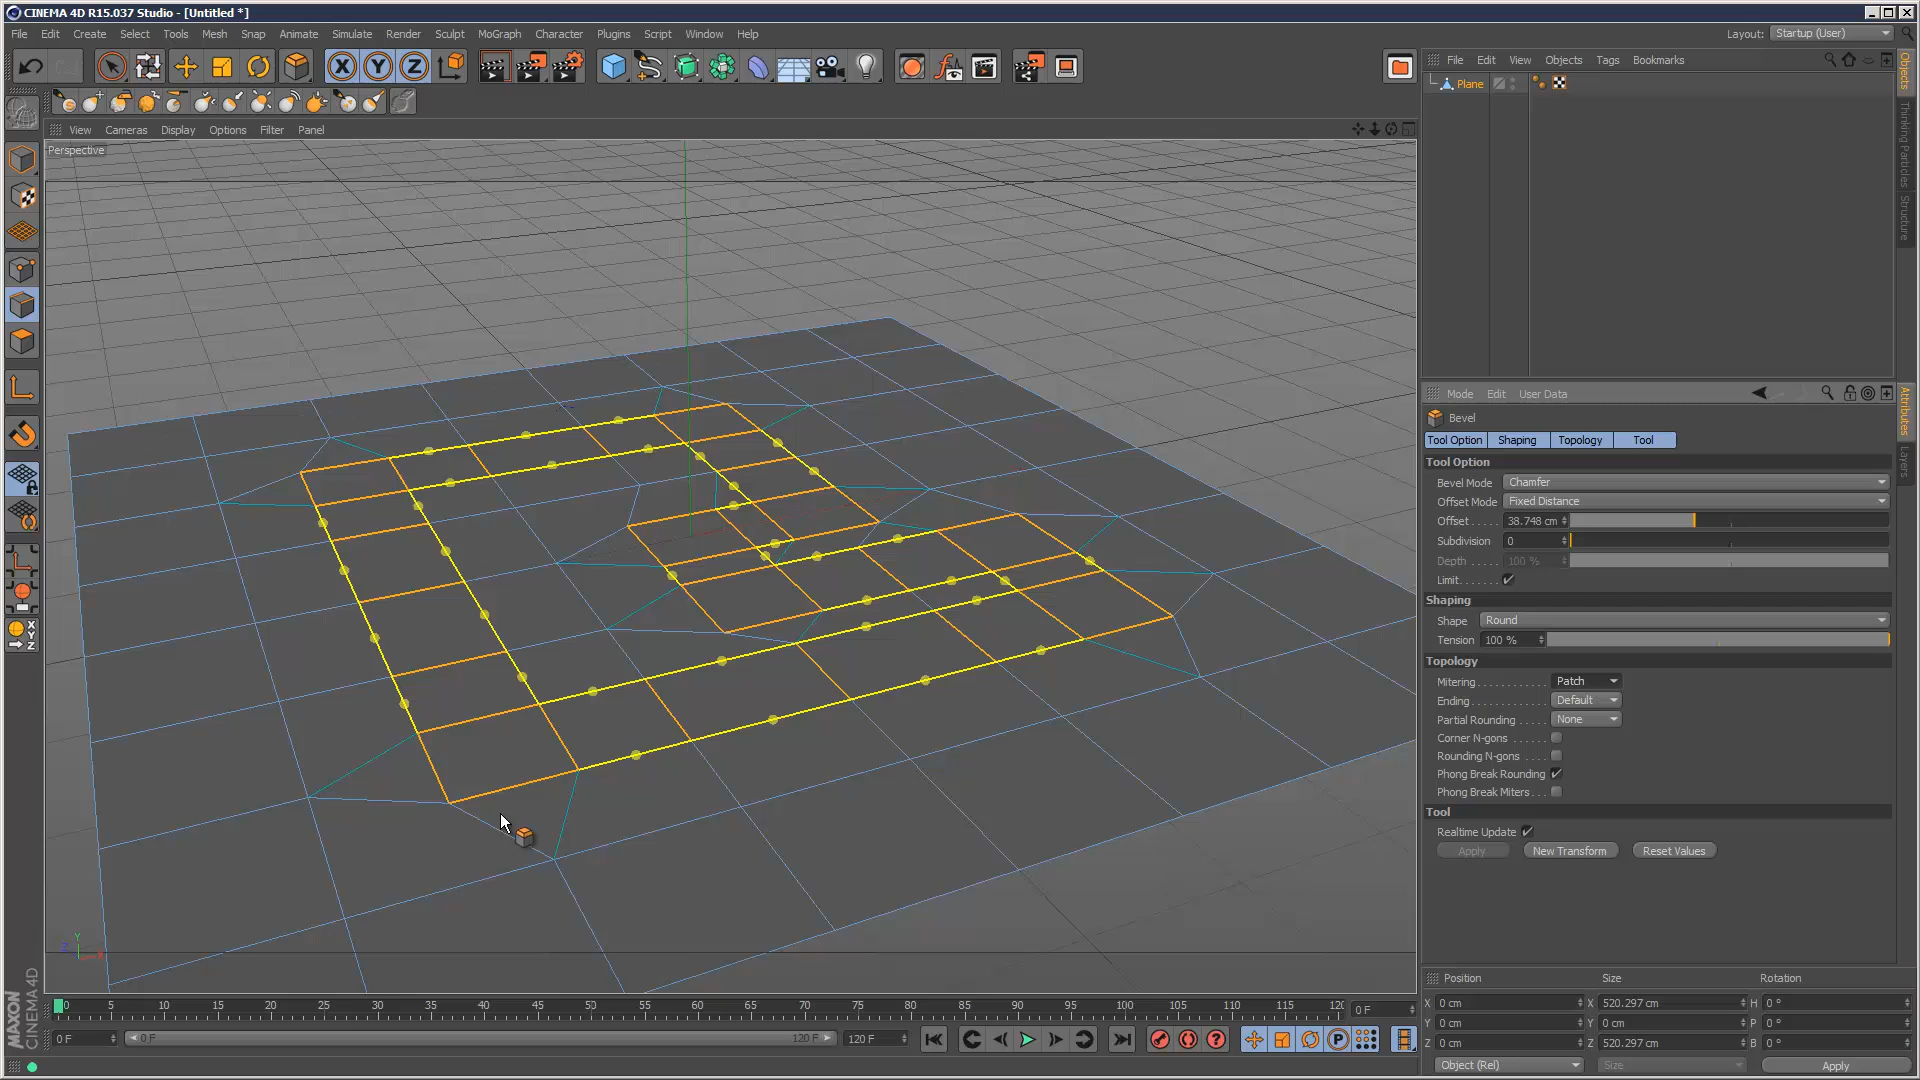 CINEMA 4D R15.037 Studio - [Untitled *]
File Edit Create Select Tools Mesh Snap Animate Simulate Render Sculpt MoGraph Character Plugins Script Window Help
Layout: Startup (User)
View Cameras Display Options Filter Panel
Perspective
File Edit View Objects Tags Bookmarks
Plane
Objects
Thinking Particles
Structure
Mode Edit User Data
Attributes
Layers
Bevel
Tool Option Shaping Topology Tool
Tool Option
Bevel Mode Chamfer
Offset Mode Fixed Distance
Offset . . . . . 38.748 cm
Subdivision 0
Depth . . . . . 100 %
Limit . . . . . . ✓
Shaping
Shape Round
Tension 100 %
Topology
Mitering . . . . . . . . . . . Patch
Ending . . . . . . . . . . . . Default
Partial Rounding . . . . . None
Corner N-gons . . . . . .
Rounding N-gons . . . .
Phong Break Rounding ✓
Phong Break Miters . . .
Tool
Realtime Update ✓
Apply New Transform Reset Values
X Y Z
Y
Z X
MAXON
CINEMA 4D
0 5 10 15 20 25 30 35 40 45 50 55 60 65 70 75 80 85 90 95 100 105 110 115 120 0 F
0 F 0 F 120 F 120 F
Position Size Rotation
X 0 cm X 520.297 cm H 0 °
Y 0 cm Y 0 cm P 0 °
Z 0 cm Z 520.297 cm B 0 °
Object (Rel) Size Apply